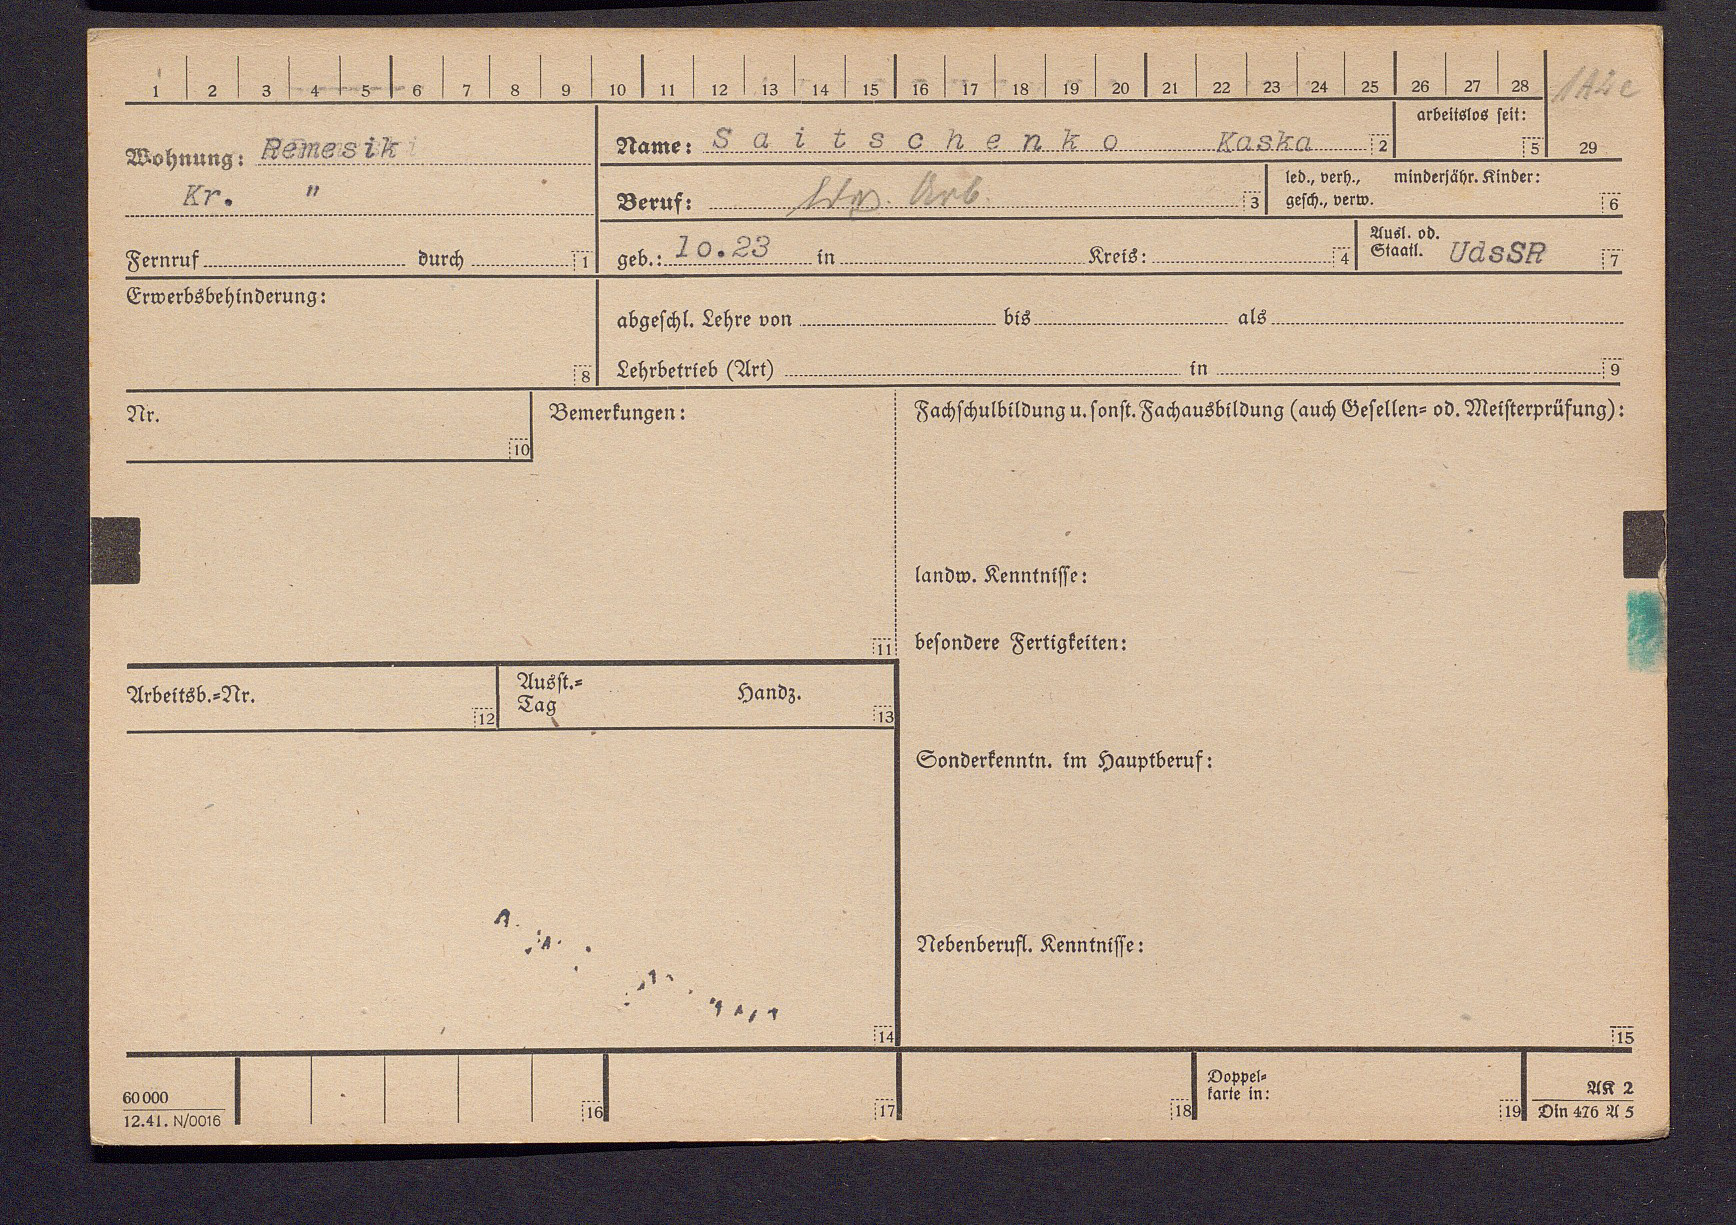 1 2 3 4 5 6 7 8 9 10 11 12 13 14 15 16 17 18 19 20 21 22 23 24 25 26 27 28
29
Wohnung: Remesik
Kr. "
Fernruf durch 1
Name: Saitschenko Kaska 2
arbeitslos seit: 5
Beruf: Arb. 3
led., verh., minderjähr. Kinder:
gesch., verw. 6
geb.: 1o.23 in Kreis: 4
Ausl. od.
Staatl. UdsSR 7
Erwerbsbehinderung:
8
abgeschl. Lehre von bis als
Lehrbetrieb (Art) in 9
Nr.
10
Bemerkungen:
11
Fachschulbildung u. sonst. Fachausbildung (auch Gesellen= od. Meisterprüfung):
landw. Kenntnisse:
besondere Fertigkeiten:
Arbeitsb.=Nr.
12
Ausst.=
Tag Handz.
13
Sonderkenntn. im Hauptberuf:
Nebenberufl. Kenntnisse:
14
15
60 000
12.41. N/0016
16
17
18
Doppel=
karte in:
19
AK 2
Din 476 A 5